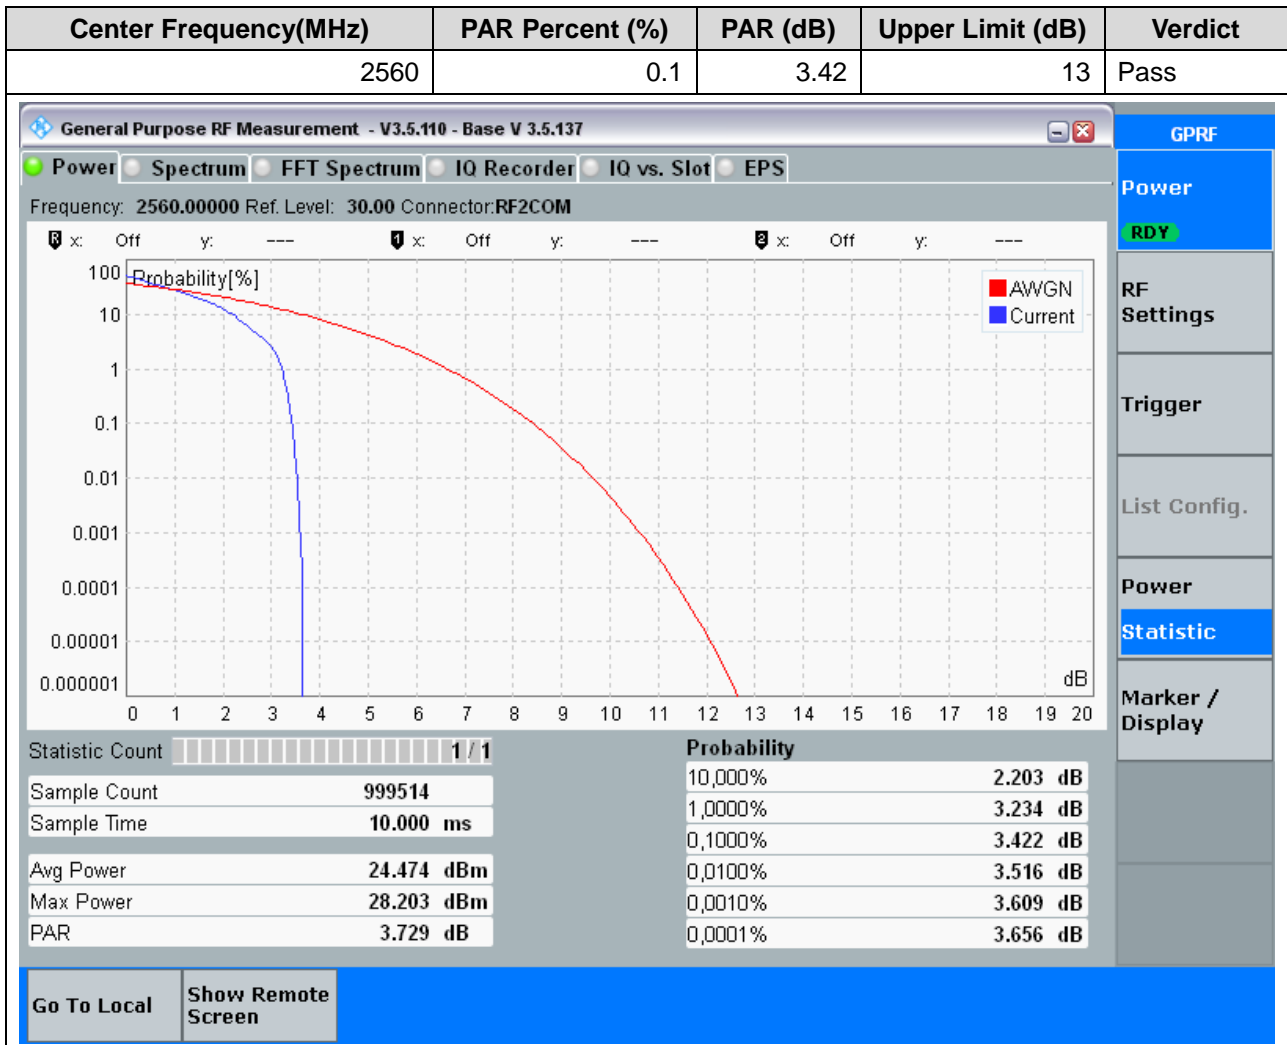 Center Frequency(MHz) PAR Percent (%) PAR (dB) Upper Limit (dB) Verdict
2560 0.1 3.42 13 Pass
General Purpose RF Measurement - V3.5.110 - Base V 3.5.137
GPRF
Power Spectrum FFT Spectrum IQ Recorder IQ vs. Slot EPS
Power
RDY
Frequency: 2560.00000 Ref. Level: 30.00 Connector:RF2COM
R x: Off y: --- 1 x: Off y: --- 2 x: Off y: ---
Probability[%]
AWGN
Current
100
10
1
0.1
0.01
0.001
0.0001
0.00001
0.000001
dB
0 1 2 3 4 5 6 7 8 9 10 11 12 13 14 15 16 17 18 19 20
RF
Settings
Trigger
List Config.
Power
Statistic
Marker /
Display
Statistic Count 1 / 1
Sample Count 999514
Sample Time 10.000 ms
Avg Power 24.474 dBm
Max Power 28.203 dBm
PAR 3.729 dB
Probability
10,000% 2.203 dB
1,0000% 3.234 dB
0,1000% 3.422 dB
0,0100% 3.516 dB
0,0010% 3.609 dB
0,0001% 3.656 dB
Go To Local
Show Remote
Screen